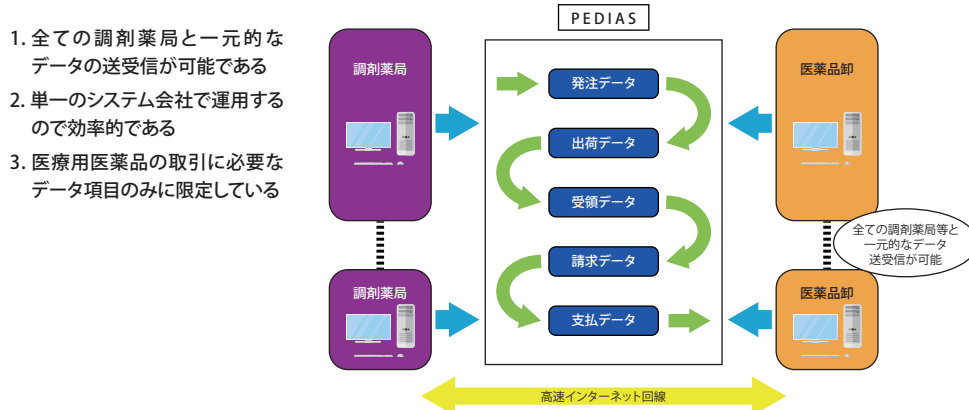 1. 全ての調剤薬局と一元的な
データの送受信が可能である
2. 単一のシステム会社で運用する
ので効率的である
3. 医療用医薬品の取引に必要な
データ項目のみに限定している
PEDIAS
調剤薬局
医薬品卸
発注データ
出荷データ
受領データ
請求データ
支払データ
調剤薬局
医薬品卸
全ての調剤薬局等と
一元的なデータ
送受信が可能
高速インターネット回線